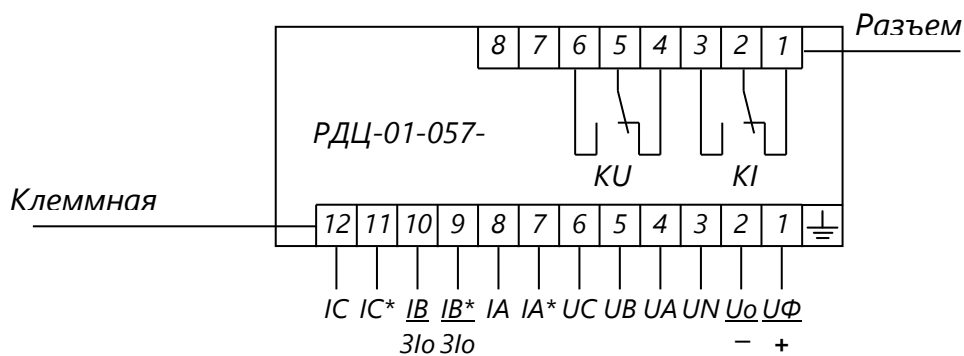 Разъем
8 7 6 5 4 3 2 1
РДЦ-01-057-
KU KI
Клеммная
12 11 10 9 8 7 6 5 4 3 2 1
IC IC* IB IB* IA IA* UC UB UA UN Uo UФ
3Io 3Io − +